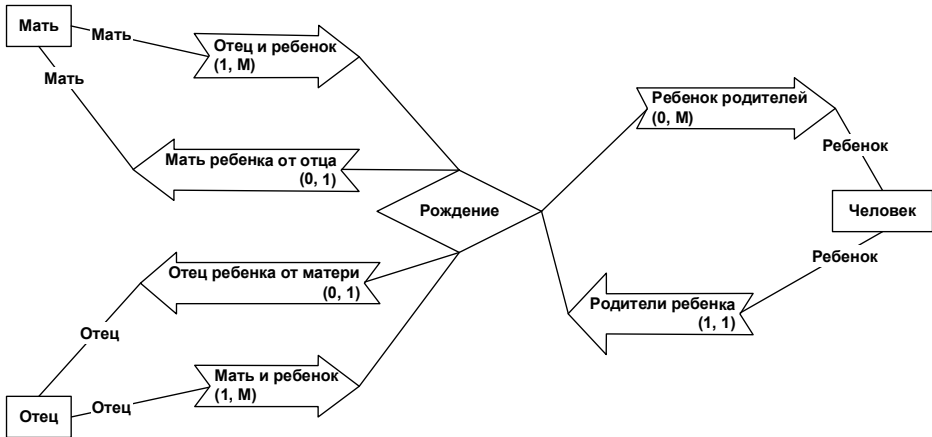 Мать
Мать
Отец и ребенок
(1, M)
Мать
Ребенок родителей
(0, M)
Ребенок
Мать ребенка от отца
(0, 1)
Рождение
Человек
Ребенок
Отец ребенка от матери
(0, 1)
Родители ребенка
(1, 1)
Отец
Мать и ребенок
(1, M)
Отец
Отец